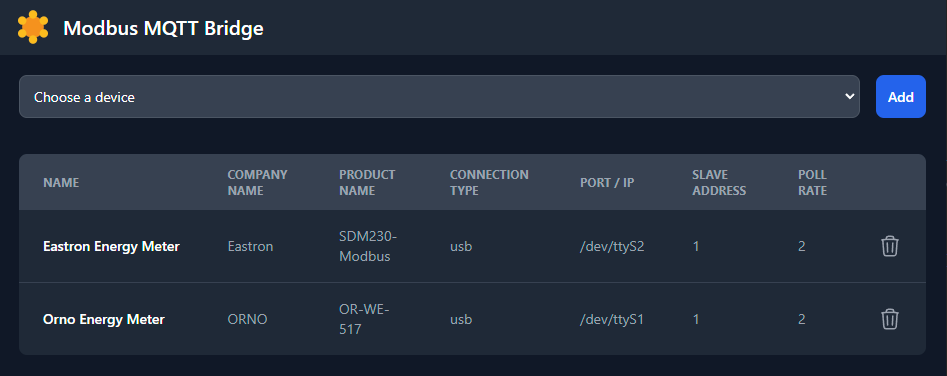 Modbus MQTT Bridge
Choose a device
Add
NAME COMPANY NAME PRODUCT NAME CONNECTION TYPE PORT / IP SLAVE ADDRESS POLL RATE
Eastron Energy Meter Eastron SDM230-Modbus usb /dev/ttyS2 1 2
Orno Energy Meter ORNO OR-WE-517 usb /dev/ttyS1 1 2